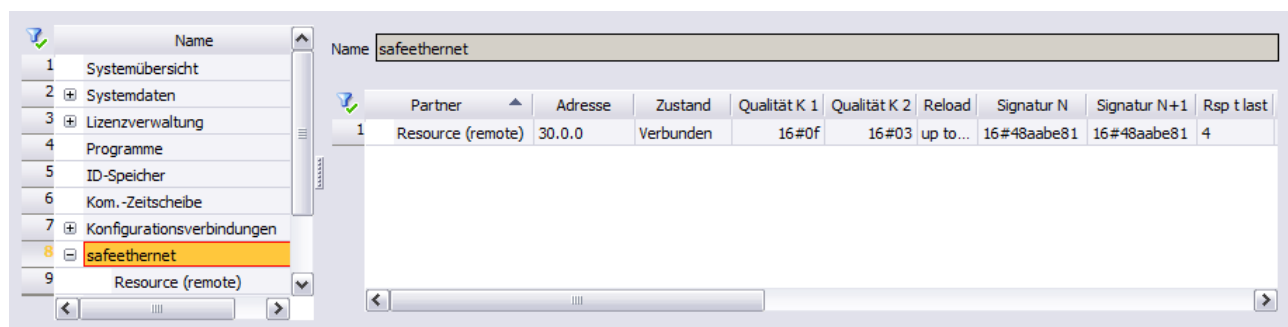 Name
1 Systemübersicht
2 Systemdaten
3 Lizenzverwaltung
4 Programme
5 ID-Speicher
6 Kom.-Zeitscheibe
7 Konfigurationsverbindungen
8 safeethernet
9 Resource (remote)
Name safeethernet
Partner Adresse Zustand Qualität K 1 Qualität K 2 Reload Signatur N Signatur N+1 Rsp t last
1 Resource (remote) 30.0.0 Verbunden 16#0f 16#03 up to... 16#48aabe81 16#48aabe81 4